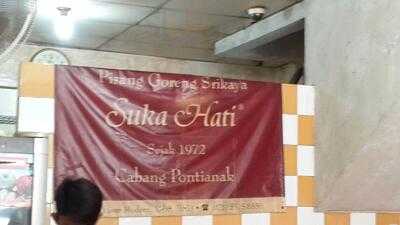 Pisang Goreng Srikaya
Suka Hati®
Sejak 1972
Cabang Pontianak